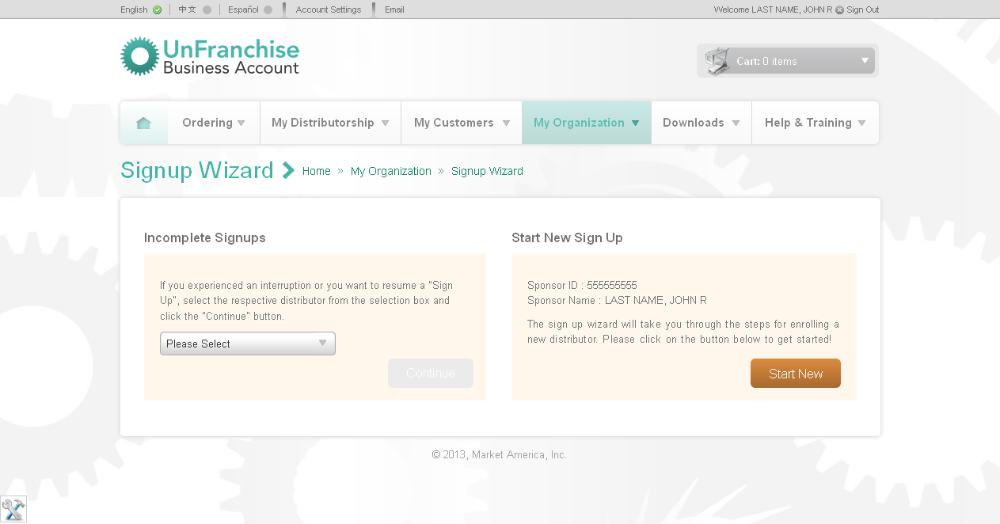 English 中文 Español Account Settings Email Welcome LAST NAME, JOHN R Sign Out
UnFranchise
Business Account
Cart: 0 items
Ordering My Distributorship My Customers My Organization Downloads Help & Training
Signup Wizard Home » My Organization » Signup Wizard
Incomplete Signups
If you experienced an interruption or you want to resume a "Sign
Up", select the respective distributor from the selection box and
click the "Continue" button.
Please Select
Continue
Start New Sign Up
Sponsor ID : 555555555
Sponsor Name : LAST NAME, JOHN R
The sign up wizard will take you through the steps for enrolling a
new distributor. Please click on the button below to get started!
Start New
© 2013, Market America, Inc.